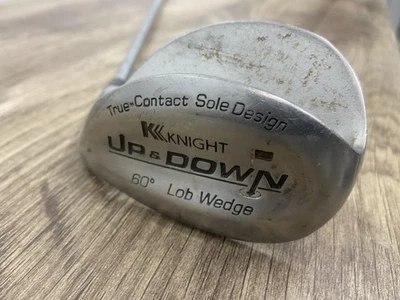 True-Contact Sole Design
KNIGHT
UP & DOWN
60° Lob Wedge